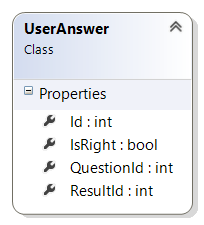 UserAnswer
Class
Properties
Id : int
IsRight : bool
QuestionId : int
ResultId : int